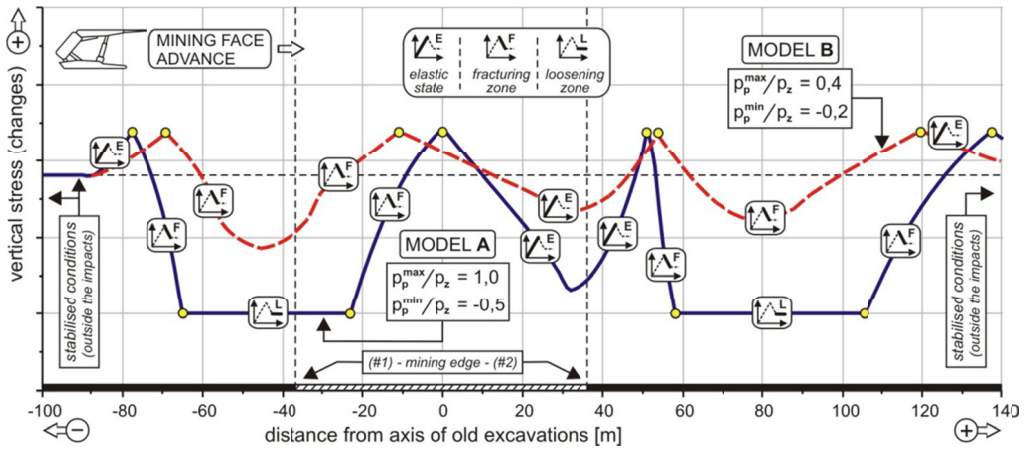 MINING FACE
ADVANCE
E
F
L
elastic
state
fracturing
zone
loosening
zone
MODEL B
p_p^max/p_z = 0,4
p_p^min/p_z = -0,2
vertical stress (changes)
+
E
F
F
F
F
F
E
E
E
F
F
F
E
L
L
MODEL A
p_p^max/p_z = 1,0
p_p^min/p_z = -0,5
stabilised conditions
(outside the impacts)
stabilised conditions
(outside the impacts)
(#1) - mining edge - (#2)
-100 -80 -60 -40 -20 0 20 40 60 80 100 120 140
distance from axis of old excavations [m]
−
+